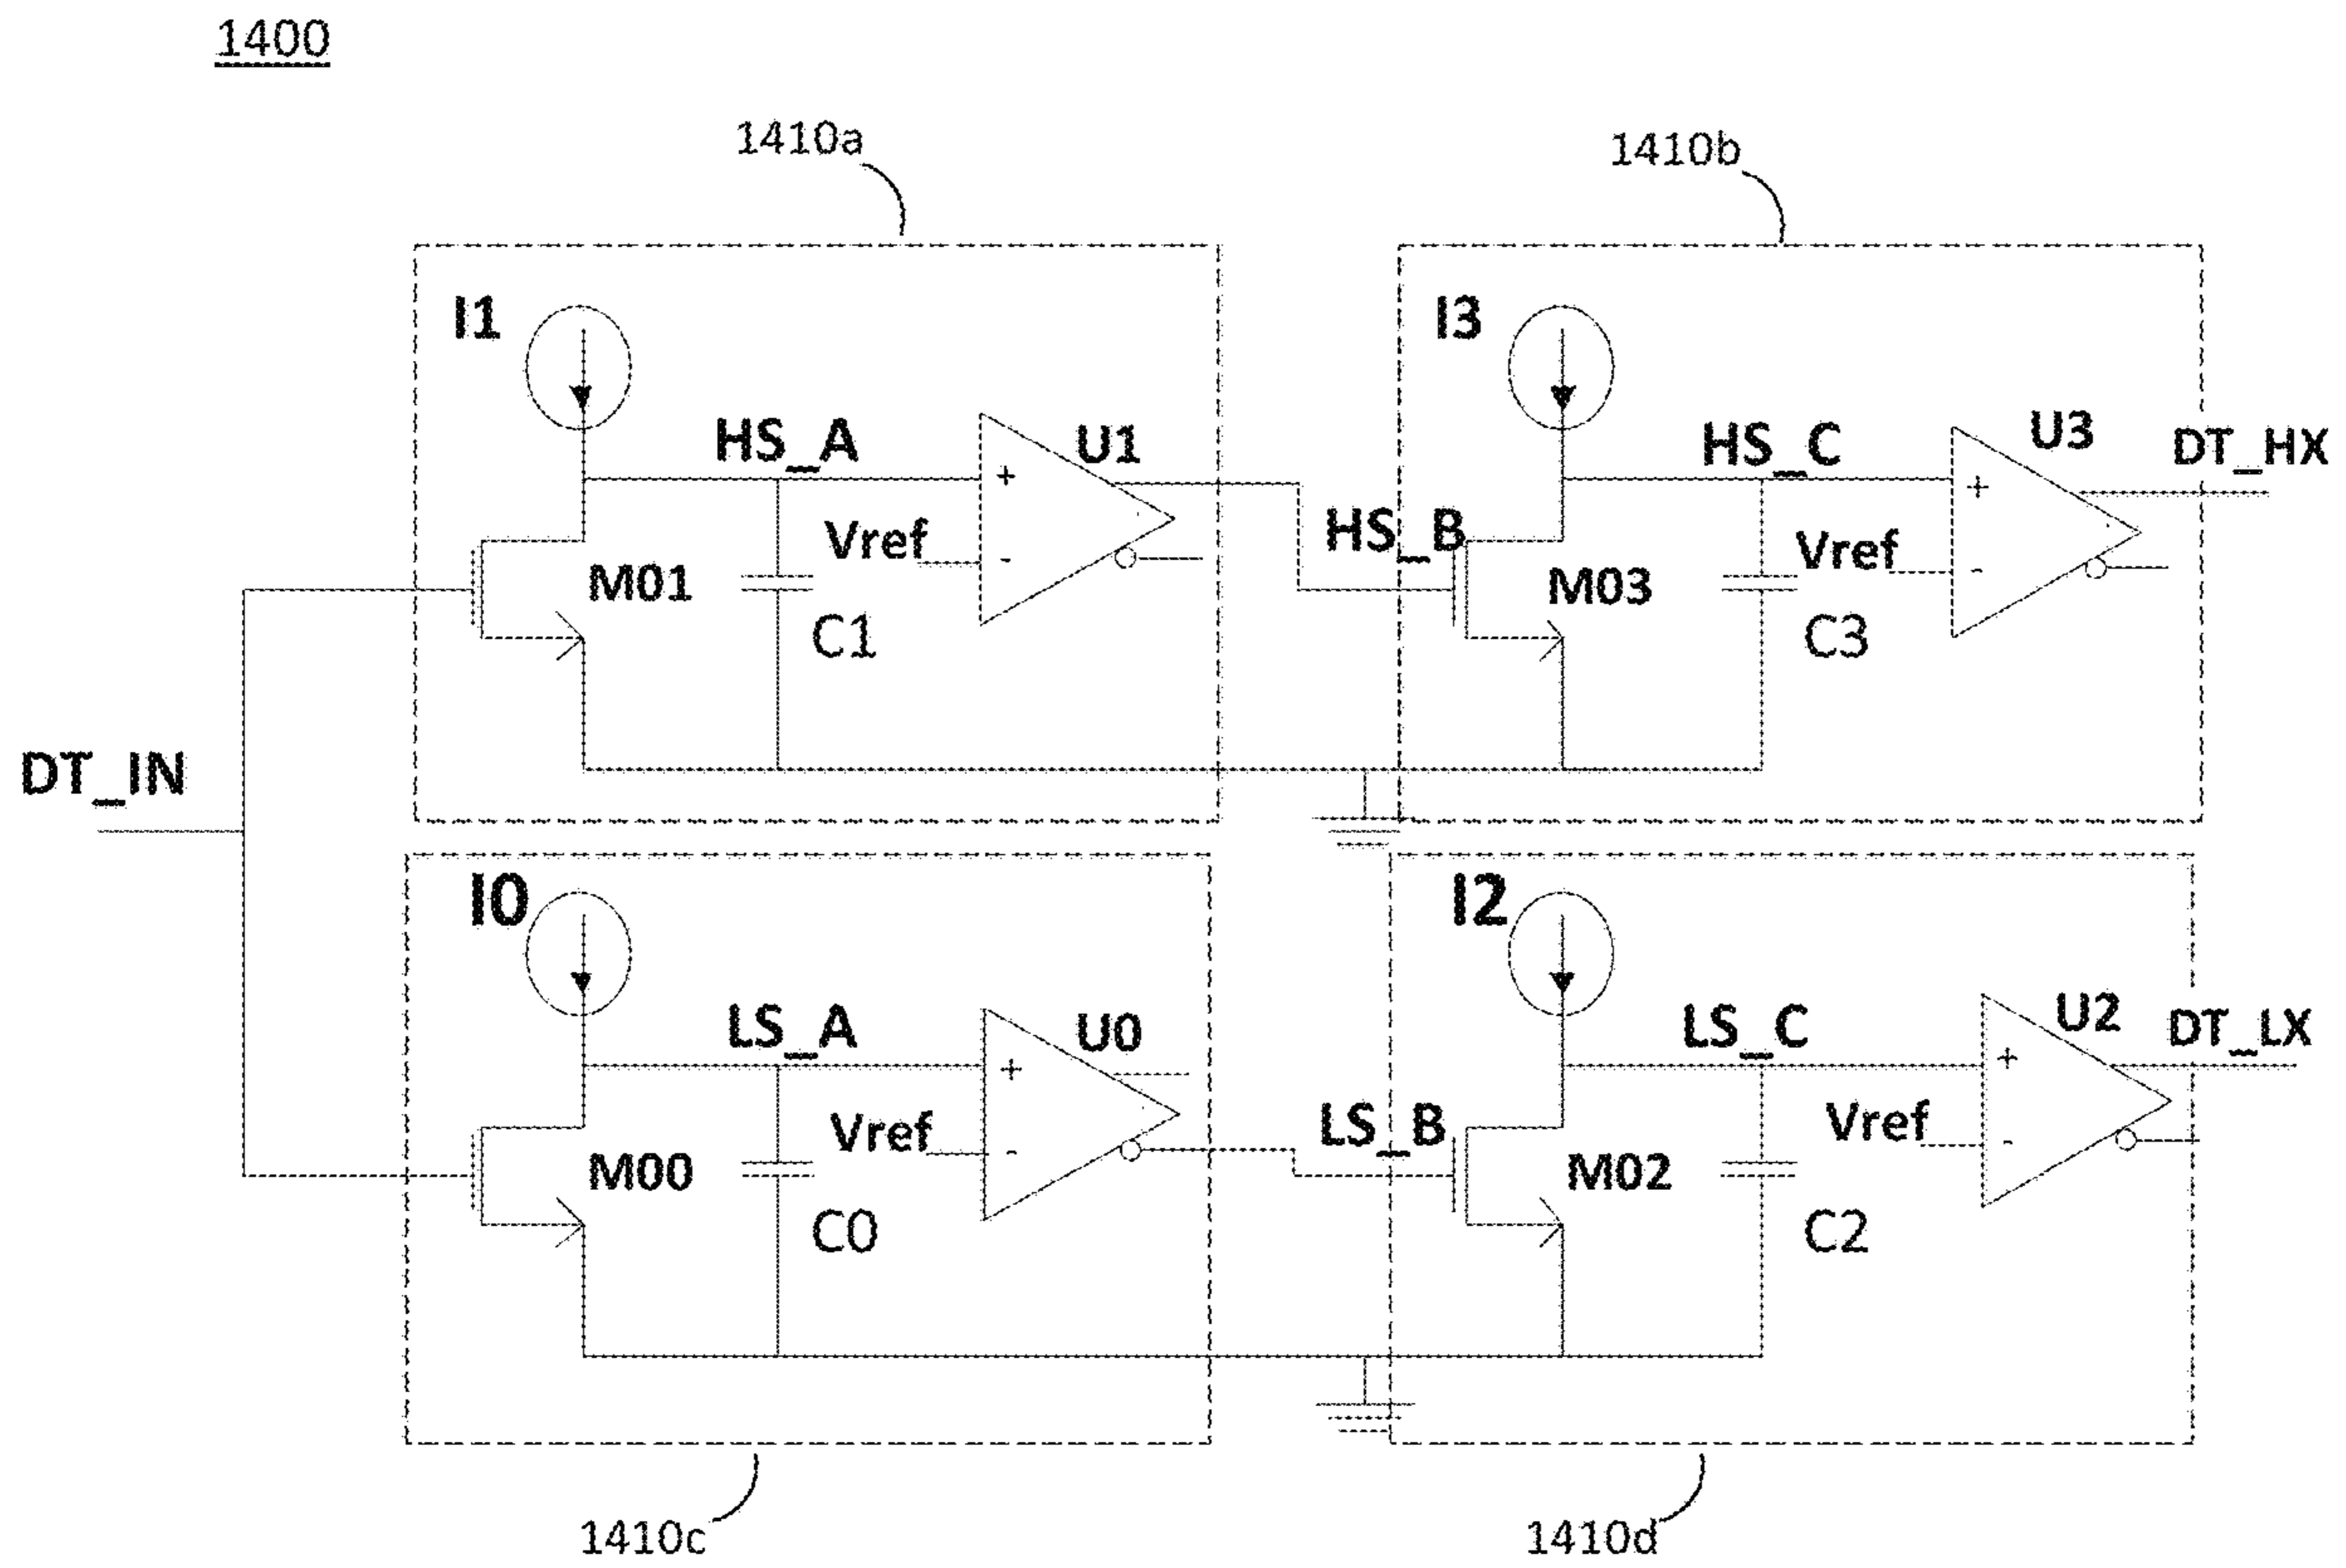 1400
1410a
1410b
I1
I3
HS_A
U1
HS_C
U3
DT_HX
+
+
Vref
HS_B
Vref
-
-
M01
M03
C1
C3
DT_IN
I0
I2
LS_A
U0
LS_C
U2
DT_LX
+
+
Vref
LS_B
Vref
-
-
M00
M02
C0
C2
1410c
1410d